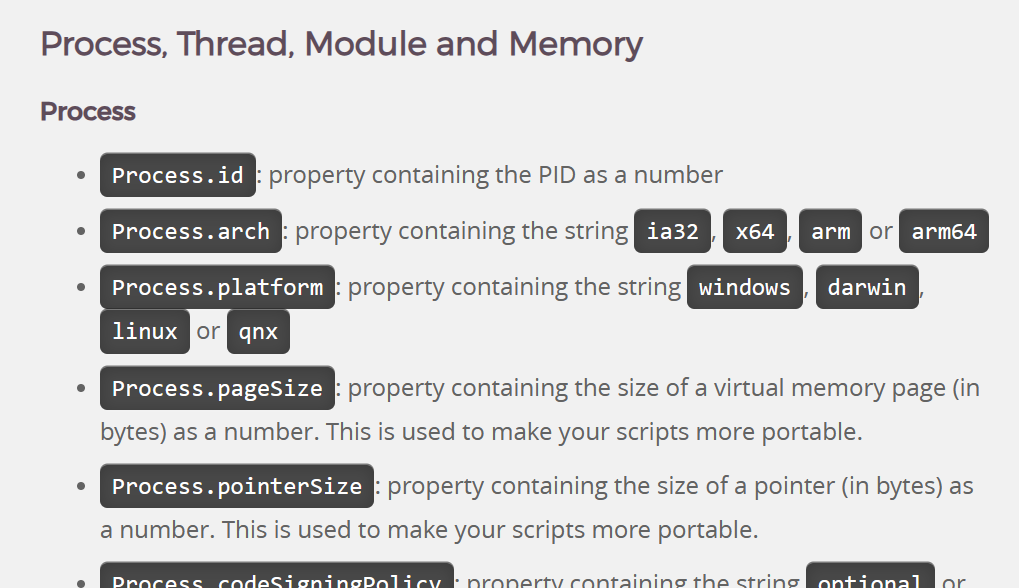 Process, Thread, Module and Memory
Process
Process.id: property containing the PID as a number
Process.arch: property containing the string ia32, x64, arm or arm64
Process.platform: property containing the string windows, darwin,
linux or qnx
Process.pageSize: property containing the size of a virtual memory page (in
bytes) as a number. This is used to make your scripts more portable.
Process.pointerSize: property containing the size of a pointer (in bytes) as
a number. This is used to make your scripts more portable.
Process.codeSigningPolicy: property containing the string optional or